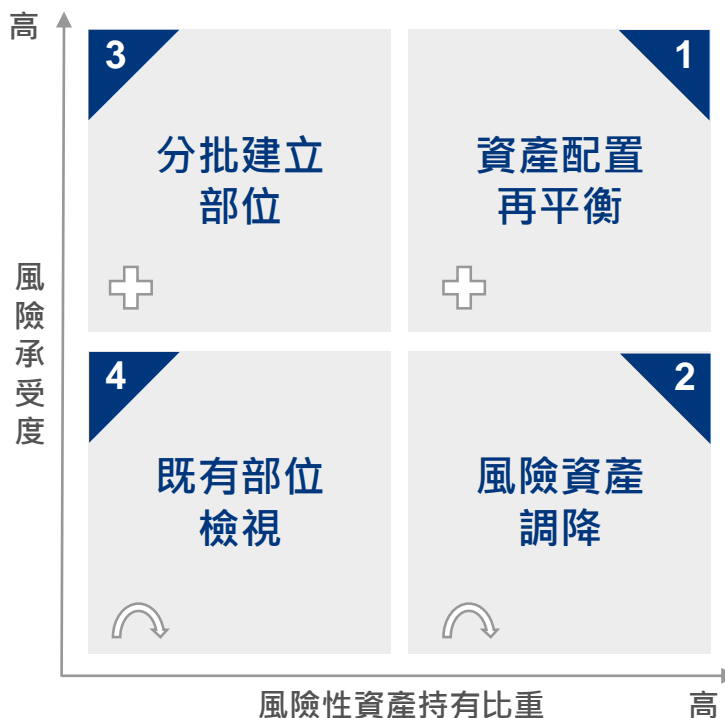 高
3
分批建立
部位
1
資產配置
再平衡
風險承受度
4
既有部位
檢視
2
風險資產
調降
風險性資產持有比重
高